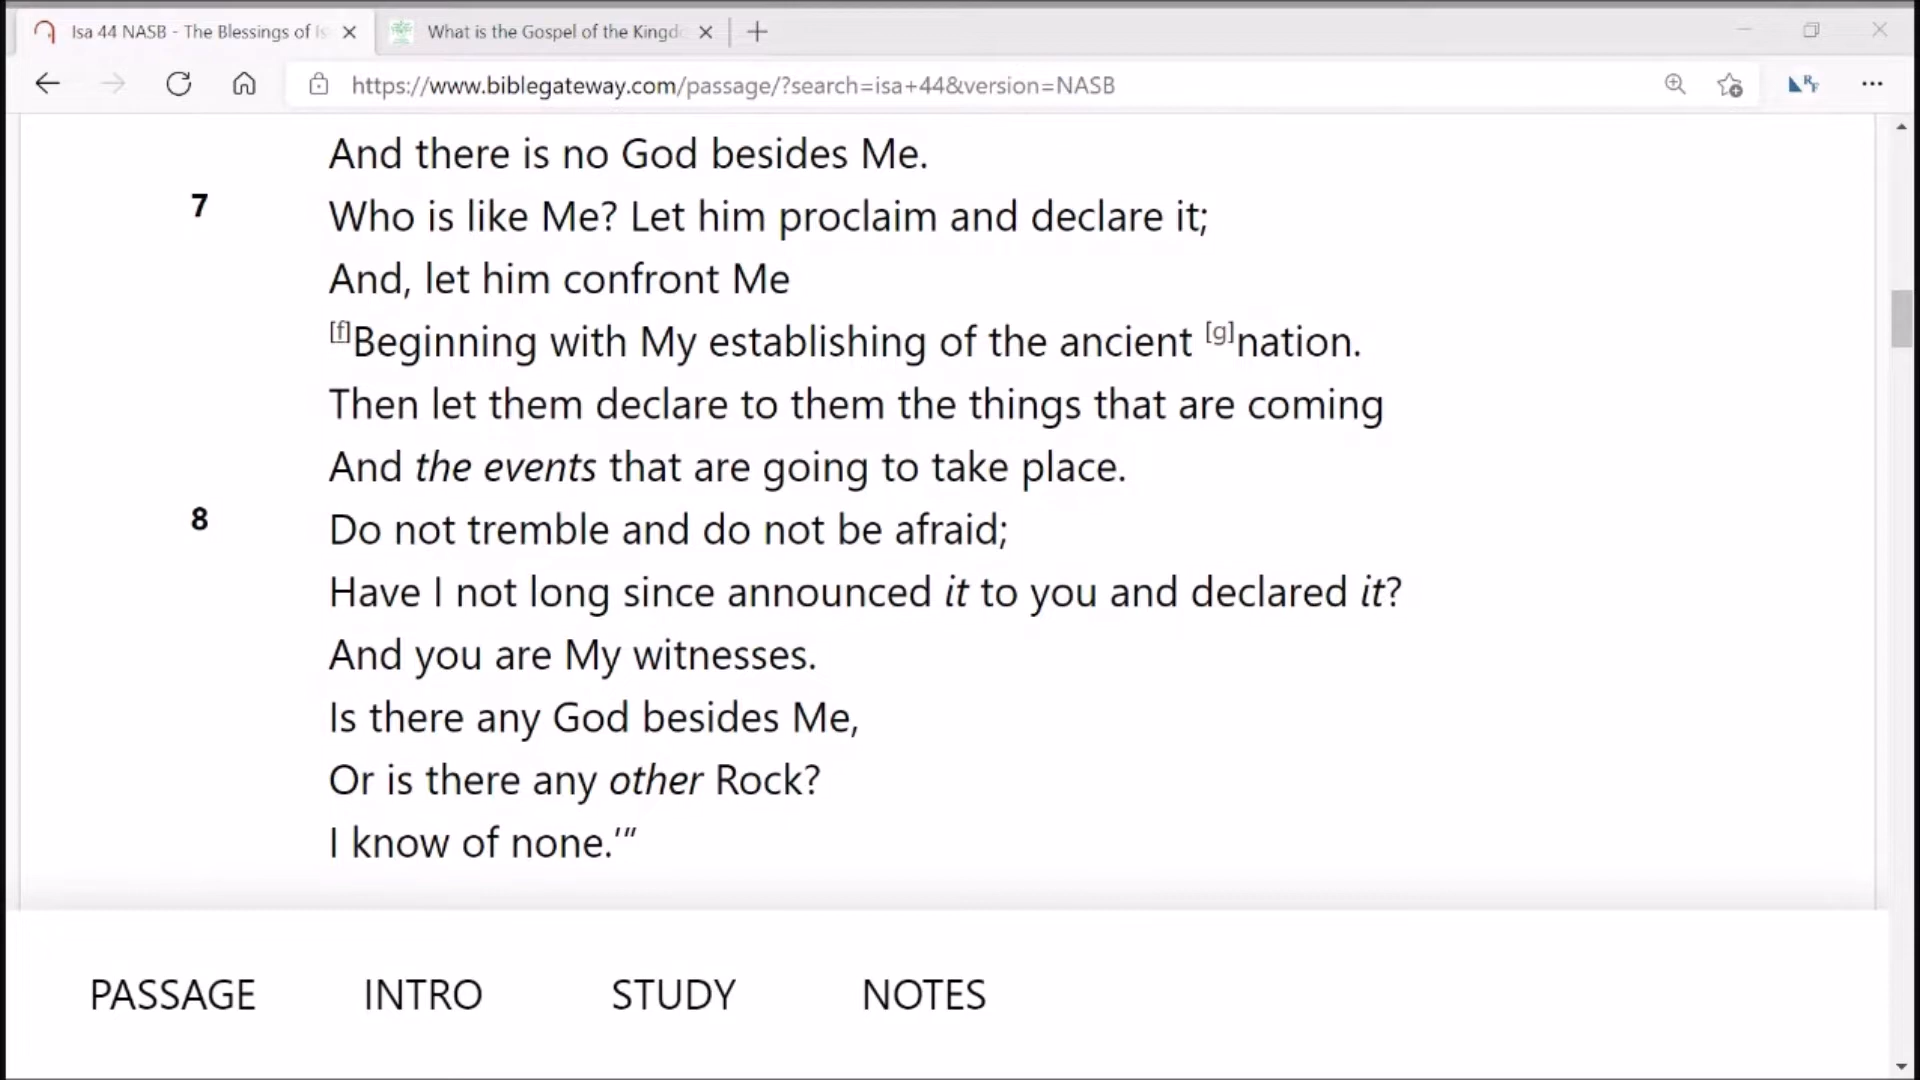 Isa 44 NASB - The Blessings of Is
What is the Gospel of the Kingd
https://www.biblegateway.com/passage/?search=isa+44&version=NASB
And there is no God besides Me.
7 Who is like Me? Let him proclaim and declare it;
And, let him confront Me
[f]Beginning with My establishing of the ancient [g]nation.
Then let them declare to them the things that are coming
And the events that are going to take place.
8 Do not tremble and do not be afraid;
Have I not long since announced it to you and declared it?
And you are My witnesses.
Is there any God besides Me,
Or is there any other Rock?
I know of none.’”
PASSAGE INTRO STUDY NOTES